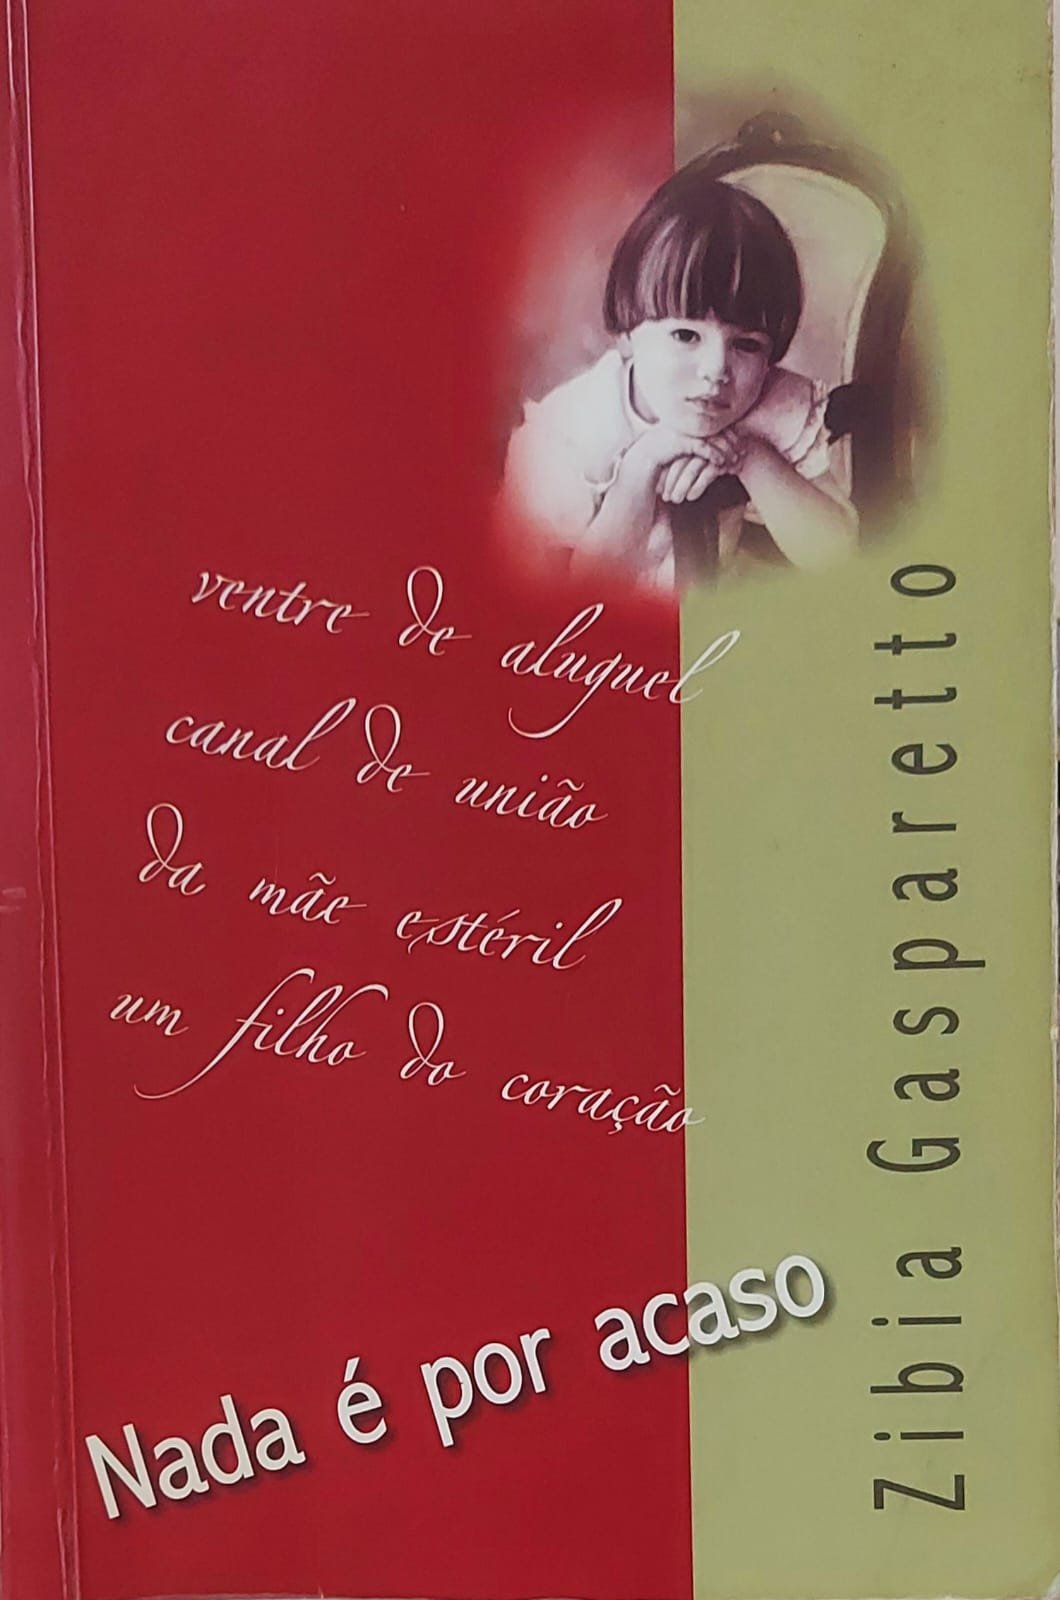 ventre de aluguel
canal de união
da mãe estéril
um filho do coração
Nada é por acaso
Zibia Gasparetto